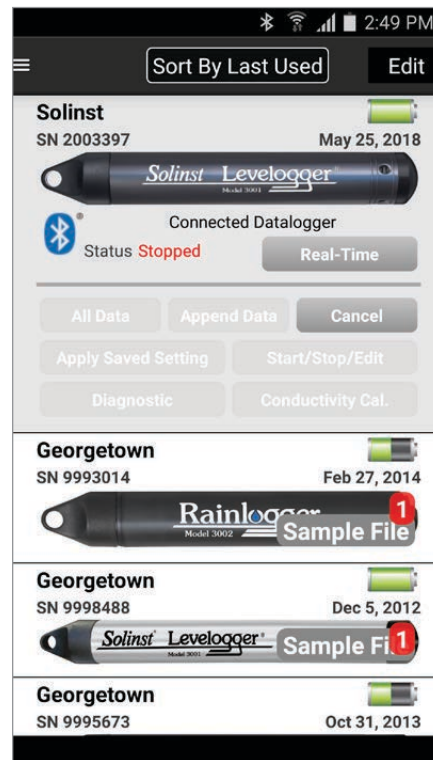 2:49 PM
Sort By Last Used Edit
Solinst
SN 2003397 May 25, 2018
Solinst Levelogger®
Model 3001
Connected Datalogger
Status Stopped Real-Time
All Data Append Data Cancel
Apply Saved Setting Start/Stop/Edit
Diagnostic Conductivity Cal.
Georgetown
SN 9993014 Feb 27, 2014
Rainlogger 1
Model 3002 Sample File
Georgetown
SN 9998488 Dec 5, 2012
Solinst Levelogger® 1
Model 3001 Sample File
Georgetown
SN 9995673 Oct 31, 2013